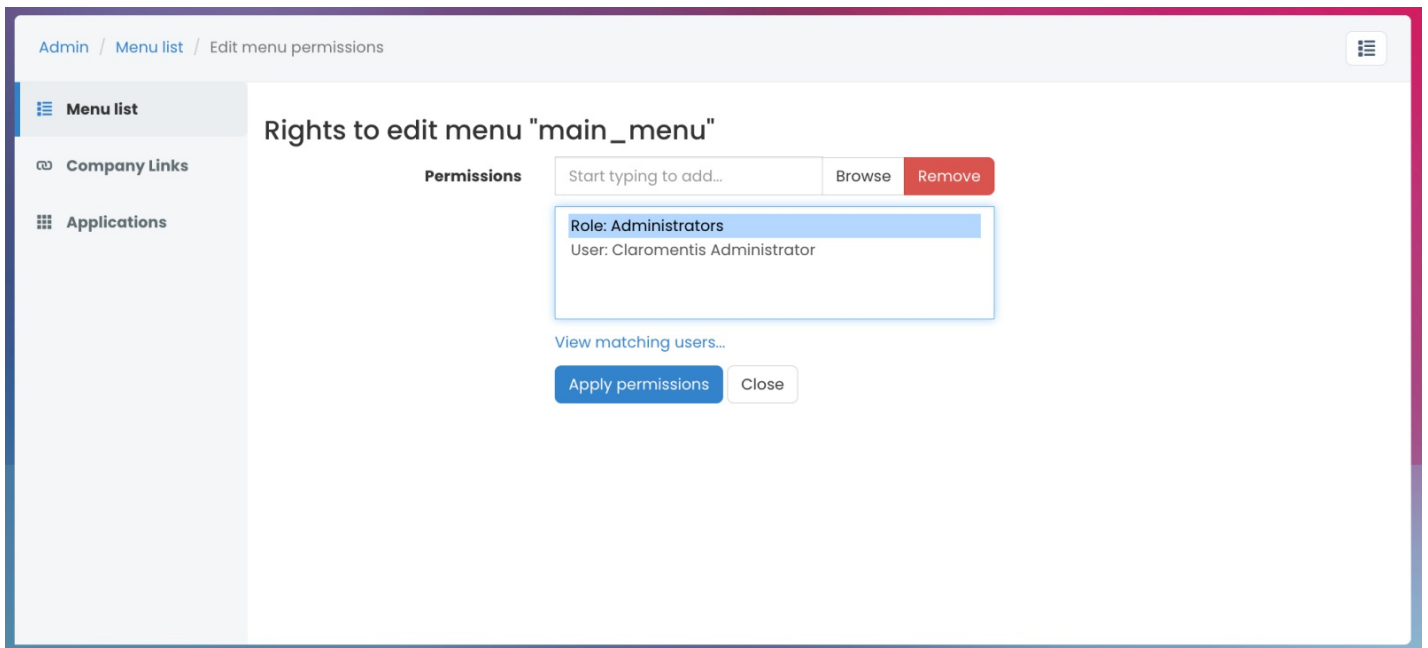 Admin / Menu list / Edit menu permissions
Menu list
Company Links
Applications
Rights to edit menu "main_menu"
Permissions Start typing to add... Browse Remove
Role: Administrators
User: Claromentis Administrator
View matching users...
Apply permissions Close